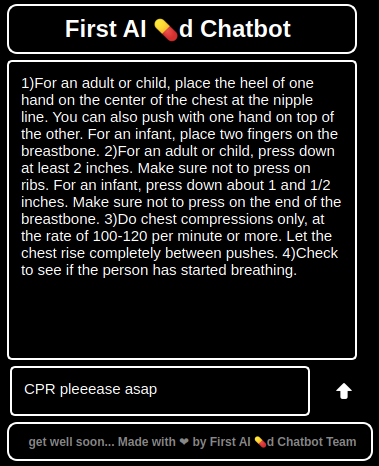 First AI 💊d Chatbot
1)For an adult or child, place the heel of one
hand on the center of the chest at the nipple
line. You can also push with one hand on top of
the other. For an infant, place two fingers on the
breastbone. 2)For an adult or child, press down
at least 2 inches. Make sure not to press on
ribs. For an infant, press down about 1 and 1/2
inches. Make sure not to press on the end of the
breastbone. 3)Do chest compressions only, at
the rate of 100-120 per minute or more. Let the
chest rise completely between pushes. 4)Check
to see if the person has started breathing.
CPR pleeease asap
get well soon... Made with ❤ by First AI 💊d Chatbot Team